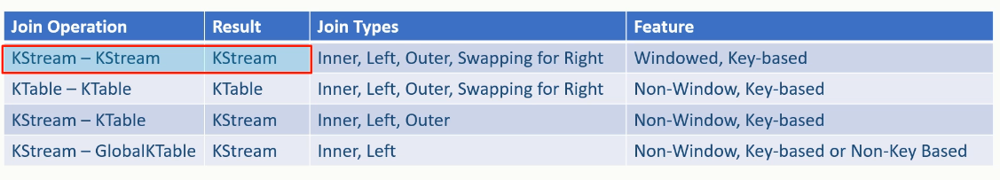 Join Operation Result Join Types Feature
KStream – KStream KStream Inner, Left, Outer, Swapping for Right Windowed, Key-based
KTable – KTable KTable Inner, Left, Outer, Swapping for Right Non-Window, Key-based
KStream – KTable KStream Inner, Left, Outer Non-Window, Key-based
KStream – GlobalKTable KStream Inner, Left Non-Window, Key-based or Non-Key Based